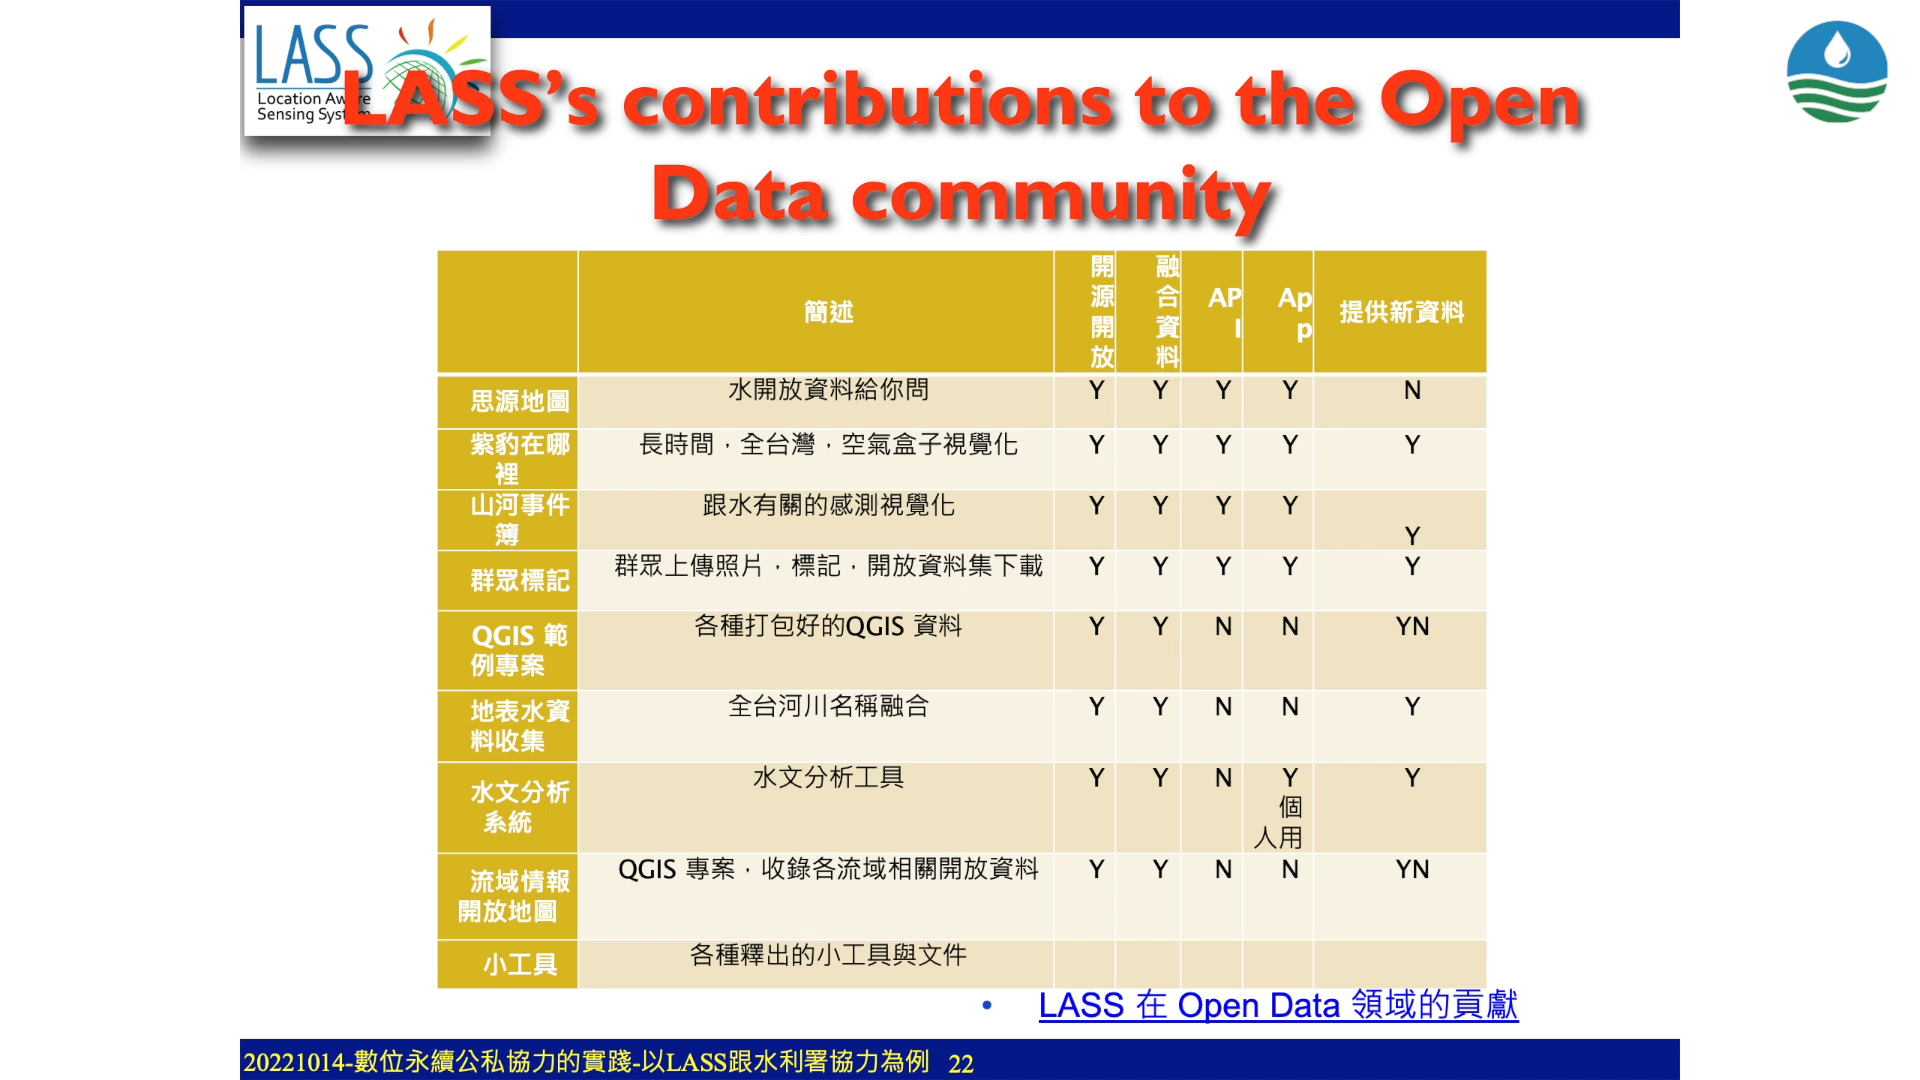 LASS
Location Aware
Sensing System
LASS's contributions to the Open
Data community
簡述
開源開放
融合資料
API
App
提供新資料
思源地圖 水開放資料給你問 Y Y Y Y N
紫豹在哪裡 長時間，全台灣，空氣盒子視覺化 Y Y Y Y Y
山河事件簿 跟水有關的感測視覺化 Y Y Y Y Y
群眾標記 群眾上傳照片，標記，開放資料集下載 Y Y Y Y Y
QGIS 範例專案 各種打包好的QGIS 資料 Y Y N N YN
地表水資料收集 全台河川名稱融合 Y Y N N Y
水文分析系統 水文分析工具 Y Y N Y 個人用 Y
流域情報開放地圖 QGIS 專案，收錄各流域相關開放資料 Y Y N N YN
小工具 各種釋出的小工具與文件
• LASS 在 Open Data 領域的貢獻
20221014-數位永續公私協力的實踐-以LASS跟水利署協力為例 22